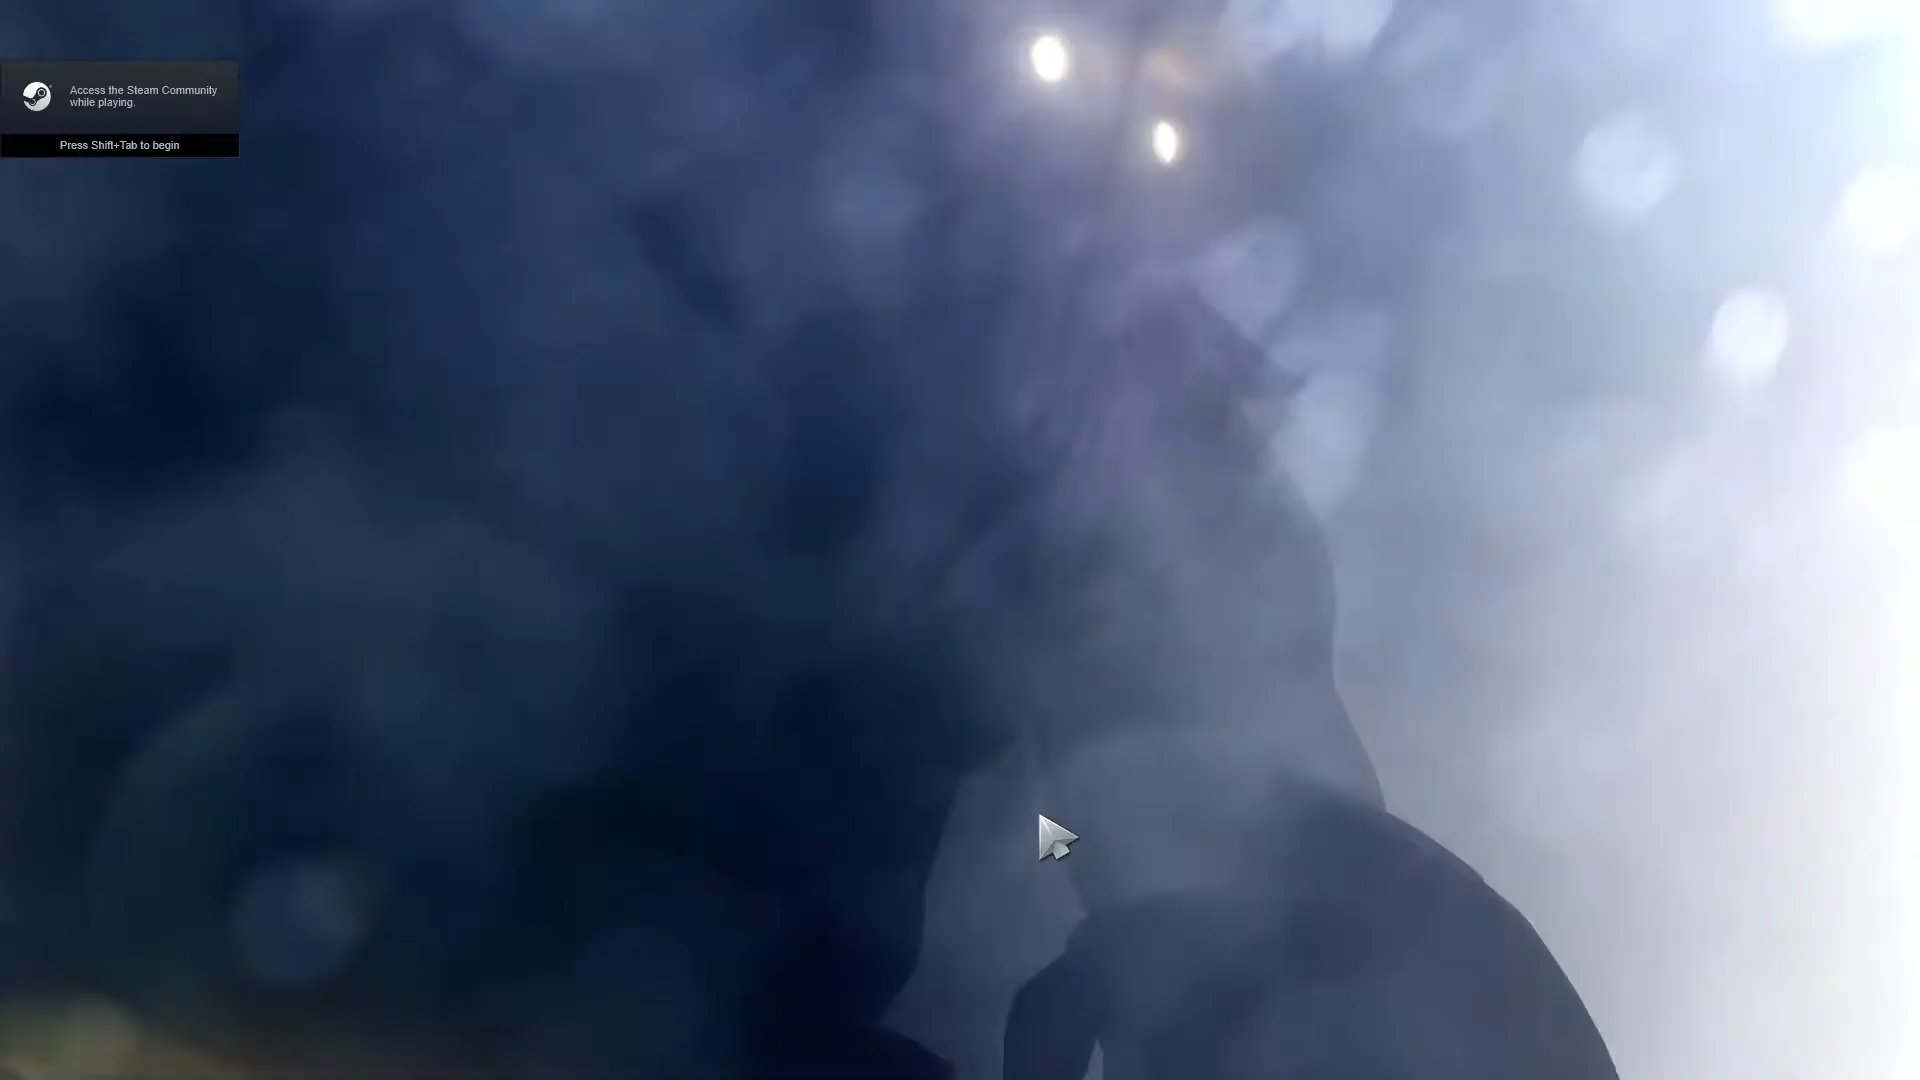 Access the Steam Community
while playing.
Press Shift+Tab to begin